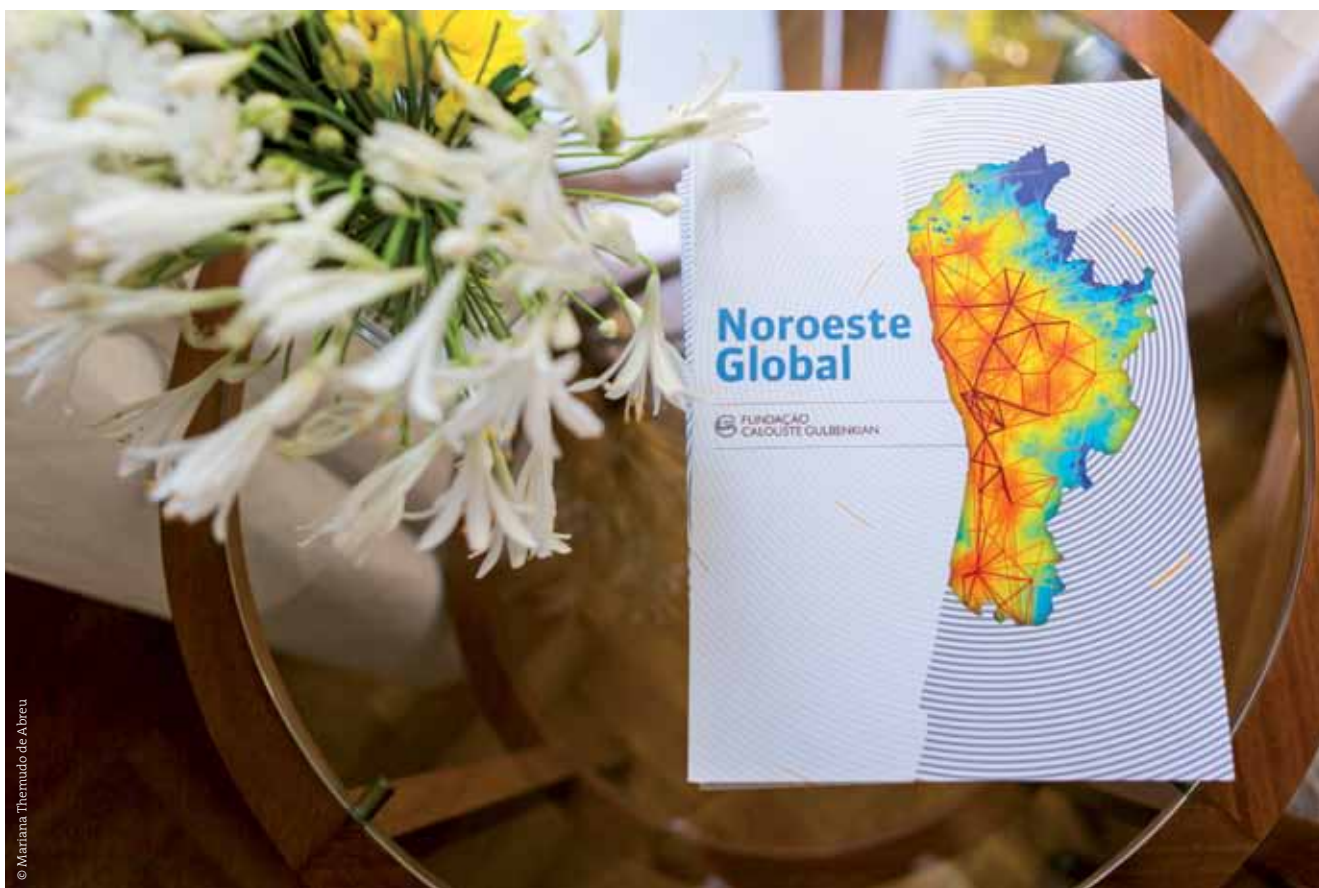 Noroeste
Global
FUNDAÇÃO
CALOUSTE GULBENKIAN
© Mariana Themudo de Abreu